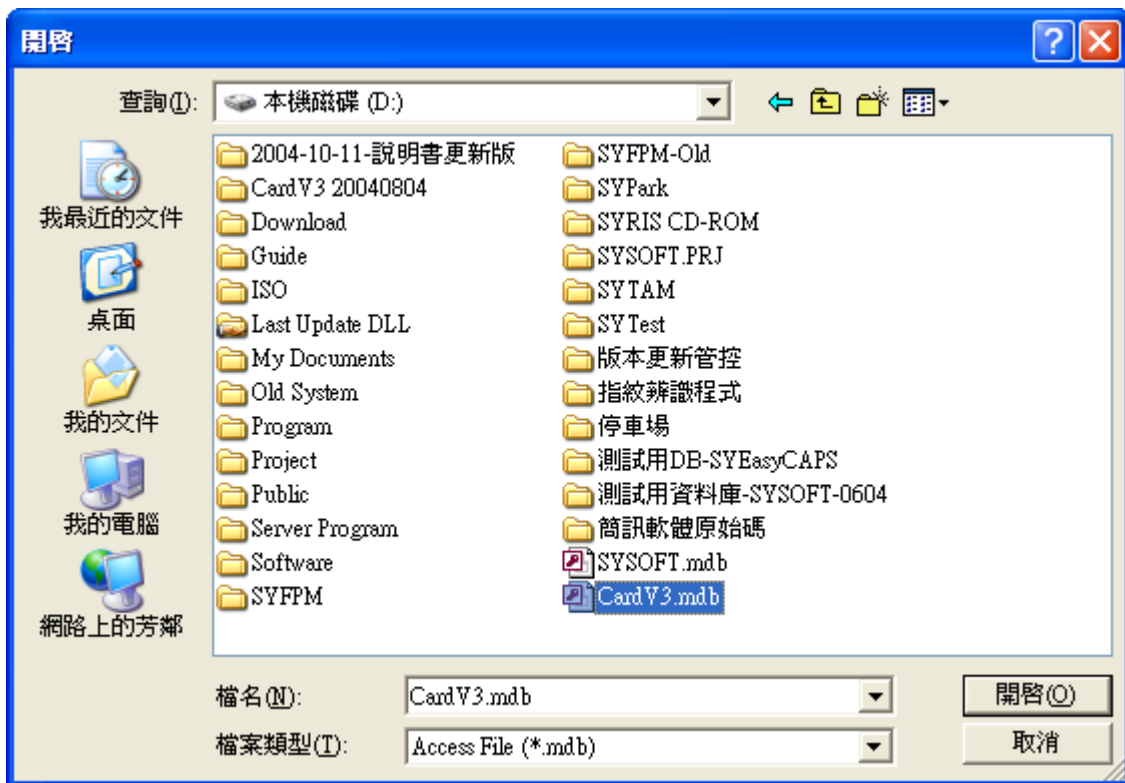 開啓
查詢(I):
本機磁碟 (D:)
我最近的文件
桌面
我的文件
我的電腦
網路上的芳鄰
2004-10-11-說明書更新版
CardV3 20040804
Download
Guide
ISO
Last Update DLL
My Documents
Old System
Program
Project
Public
Server Program
Software
SYFPM
SYFPM-Old
SYPark
SYRIS CD-ROM
SYSOFT.PRJ
SYTAM
SYTest
版本更新管控
指紋辨識程式
停車場
測試用DB-SYEasyCAPS
測試用資料庫-SYSOFT-0604
簡訊軟體原始碼
SYSOFT.mdb
CardV3.mdb
檔名(N):
CardV3.mdb
開啓(O)
檔案類型(T):
Access File (*.mdb)
取消